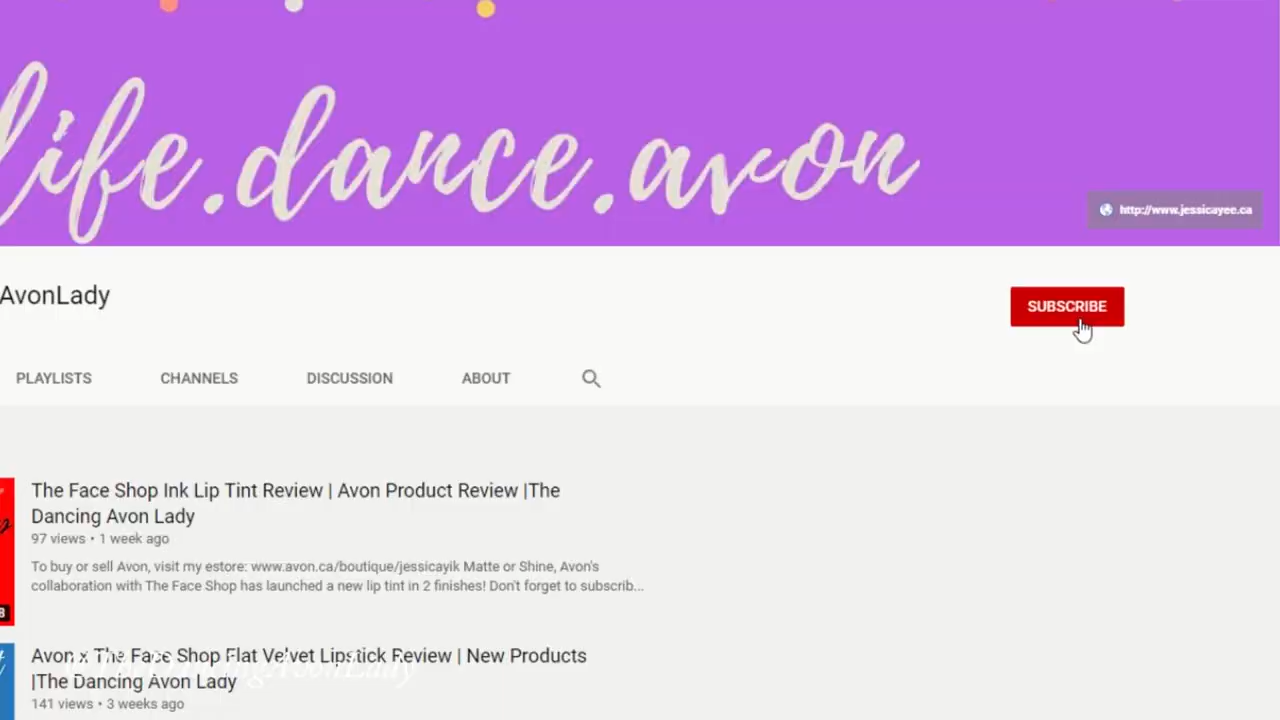 life.dance.avon
http://www.jessicayee.ca
AvonLady
SUBSCRIBE
PLAYLISTS CHANNELS DISCUSSION ABOUT
The Face Shop Ink Lip Tint Review | Avon Product Review |The
Dancing Avon Lady
97 views • 1 week ago
To buy or sell Avon, visit my estore: www.avon.ca/boutique/jessicayik Matte or Shine, Avon's
collaboration with The Face Shop has launched a new lip tint in 2 finishes! Don't forget to subscrib...
8
Avon x The Face Shop Flat Velvet Lipstick Review | New Products
|The Dancing Avon Lady
141 views • 3 weeks ago